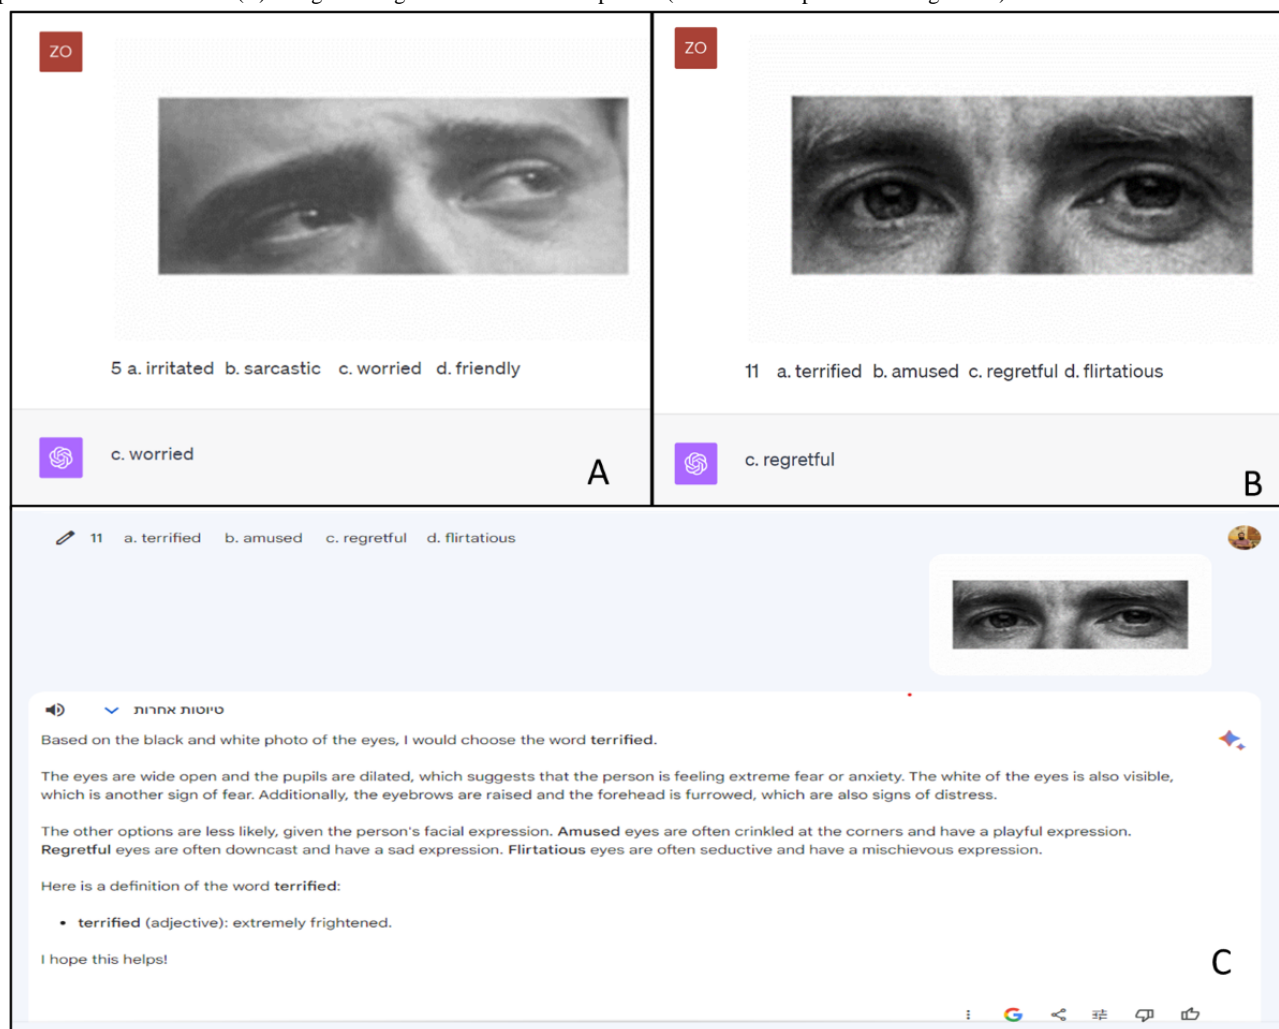 ZO
5 a. irritated b. sarcastic c. worried d. friendly
c. worried
A
ZO
11 a. terrified b. amused c. regretful d. flirtatious
c. regretful
B
11 a. terrified b. amused c. regretful d. flirtatious
טיוטות אחרות
Based on the black and white photo of the eyes, I would choose the word terrified.
The eyes are wide open and the pupils are dilated, which suggests that the person is feeling extreme fear or anxiety. The white of the eyes is also visible,
which is another sign of fear. Additionally, the eyebrows are raised and the forehead is furrowed, which are also signs of distress.
The other options are less likely, given the person's facial expression. Amused eyes are often crinkled at the corners and have a playful expression.
Regretful eyes are often downcast and have a sad expression. Flirtatious eyes are often seductive and have a mischievous expression.
Here is a definition of the word terrified:
• terrified (adjective): extremely frightened.
I hope this helps!
C